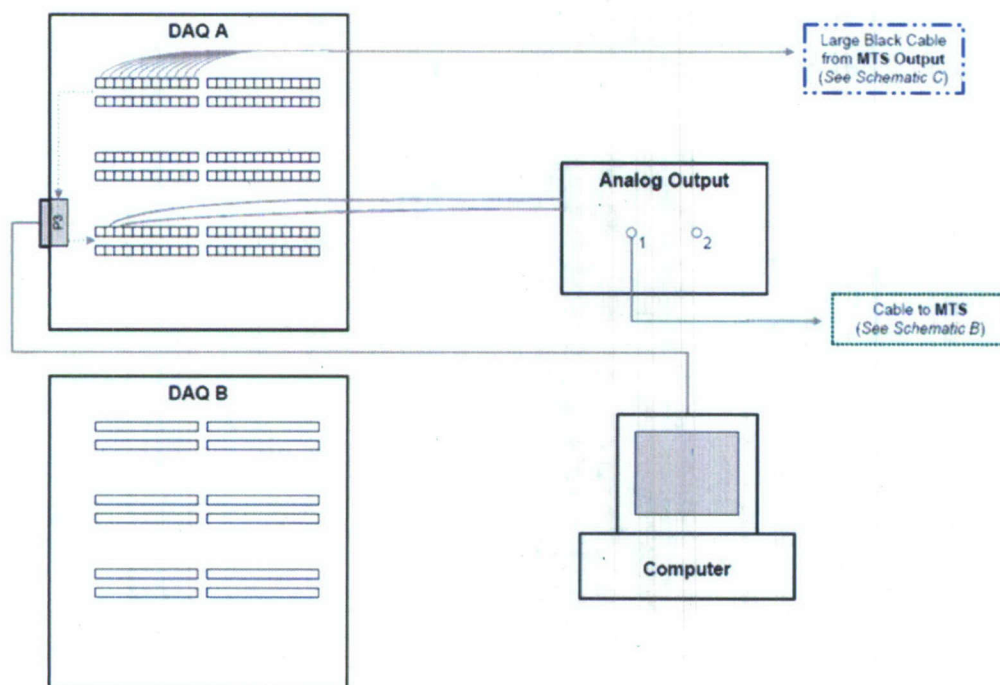 DAQ A
Large Black Cable
from MTS Output
(See Schematic C)
P3
Analog Output
1
2
Cable to MTS
(See Schematic B)
DAQ B
Computer